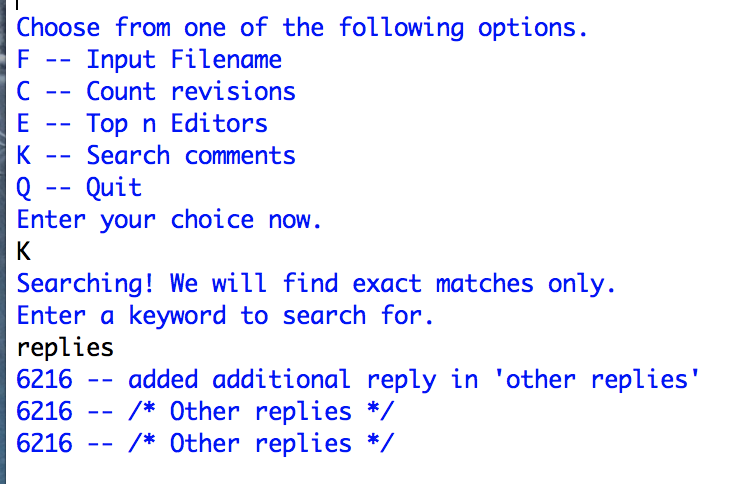 Choose from one of the following options.
F -- Input Filename
C -- Count revisions
E -- Top n Editors
K -- Search comments
Q -- Quit
Enter your choice now.
K
Searching! We will find exact matches only.
Enter a keyword to search for.
replies
6216 -- added additional reply in 'other replies'
6216 -- /* Other replies */
6216 -- /* Other replies */